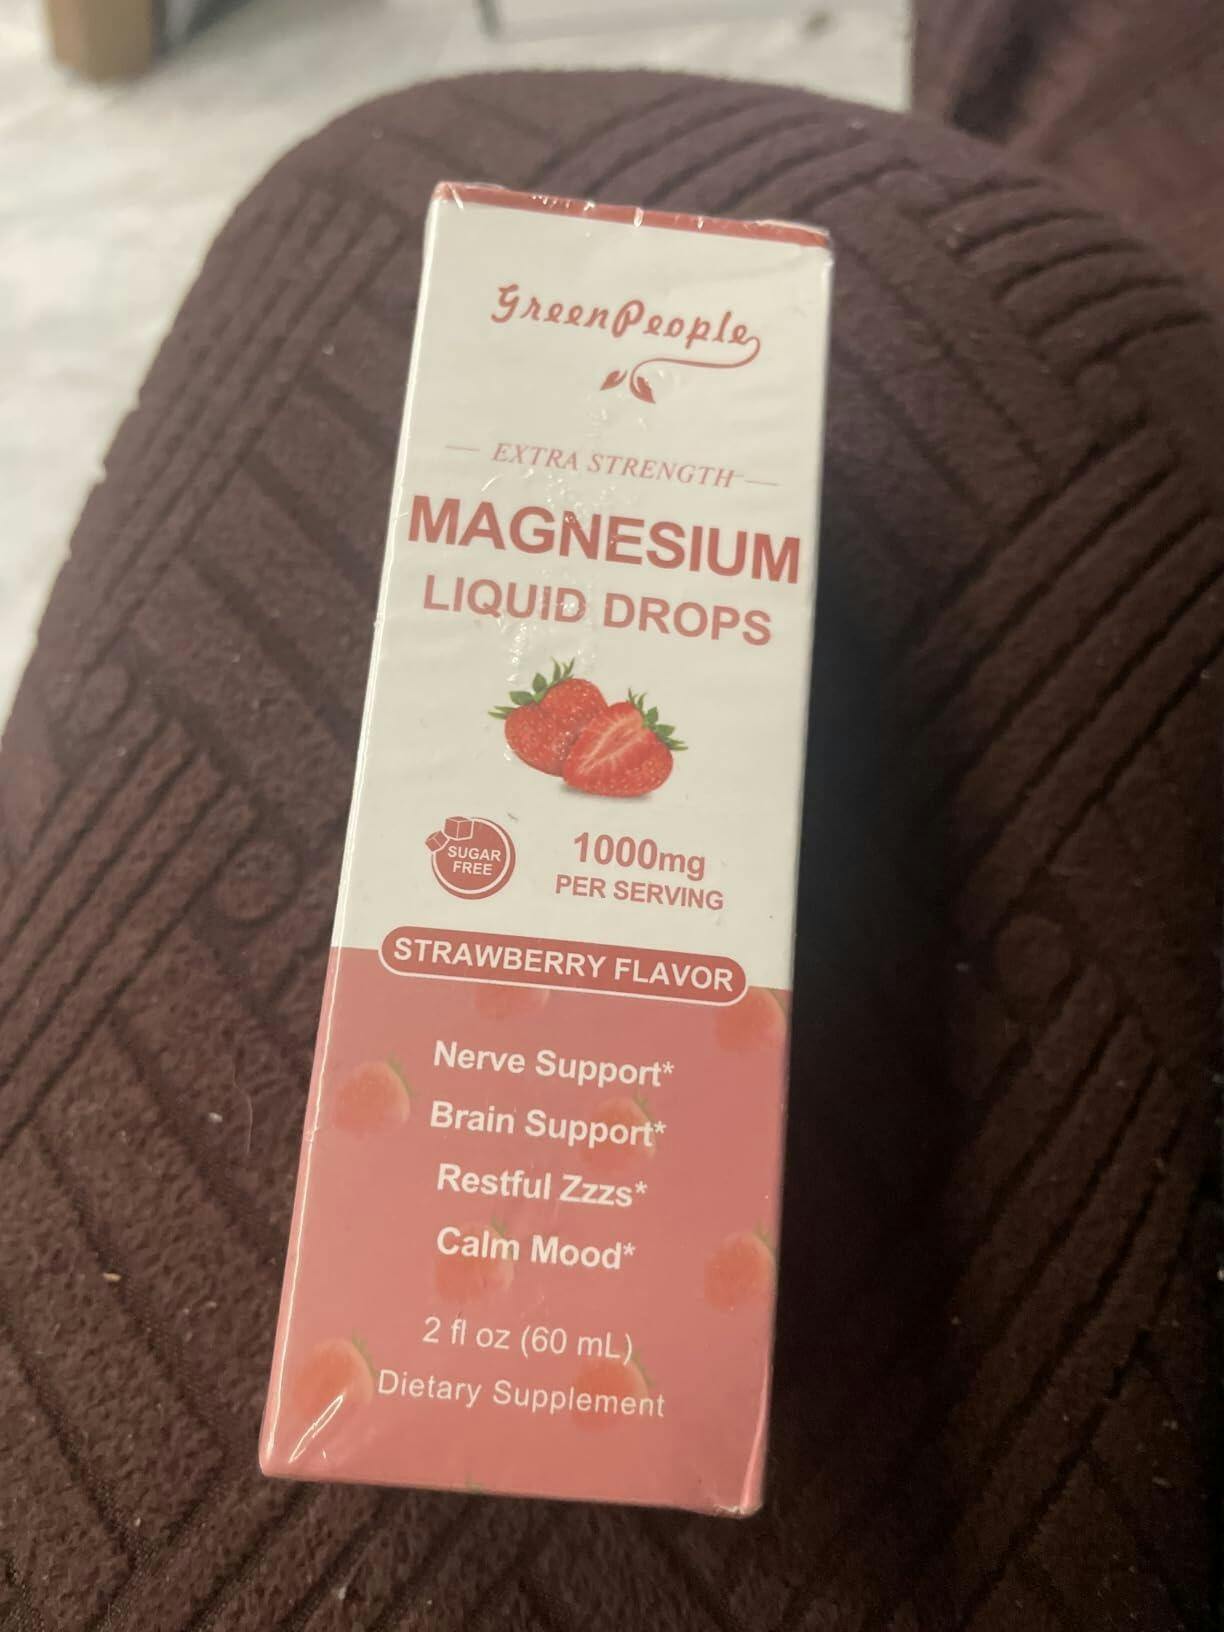 GreenPeople
EXTRA STRENGTH
MAGNESIUM
LIQUID DROPS
SUGAR
FREE
1000mg
PER SERVING
STRAWBERRY FLAVOR
Nerve Support*
Brain Support*
Restful Zzzs*
Calm Mood*
2 fl oz (60 mL)
Dietary Supplement